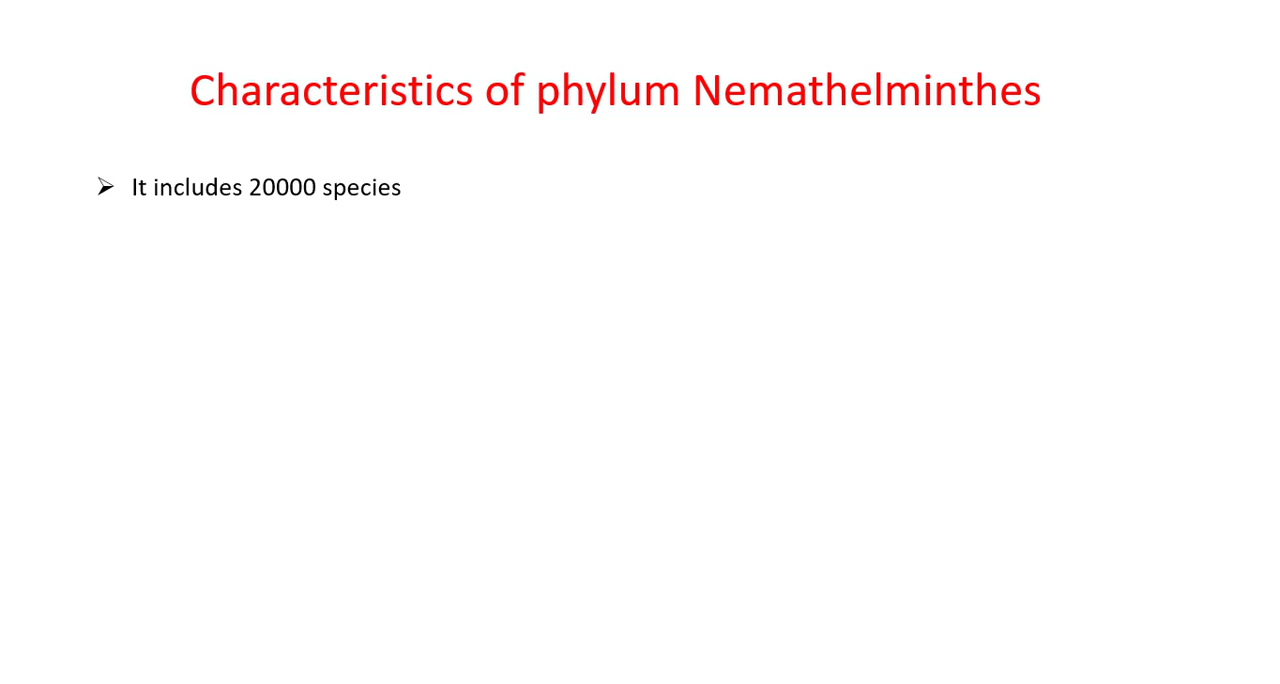 Characteristics of phylum Nemathelminthes
➢ It includes 20000 species